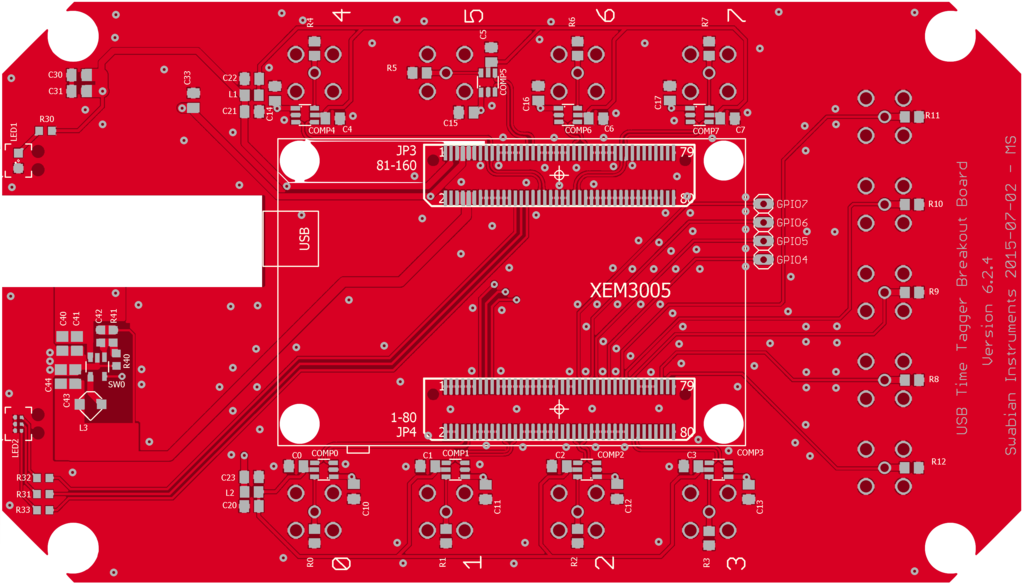 R4
4
5
C5
R6
6
R7
7
C30
C31
C33
C22
L1
C21
C14
R5
COMP5
C16
C17
LED1
R30
COMP4
C4
C15
COMP6
C6
COMP7
C7
R11
JP3
81-160
1
79
2
80
USB
GPIO7
GPIO6
GPIO5
GPIO4
R10
XEM3005
R9
C40
C41
C42
R41
R40
SW0
C44
C43
L3
LED2
1
79
1-80
JP4
2
80
R8
R12
C0
COMP0
C1
COMP1
C2
COMP2
C3
COMP3
R32
R31
R33
C23
L2
C20
C10
C11
C12
C13
R0
0
R1
1
R2
2
R3
3
USB Time Tagger Breakout Board
Version 6.2.4
Swabian Instruments 2015-07-02 - MS